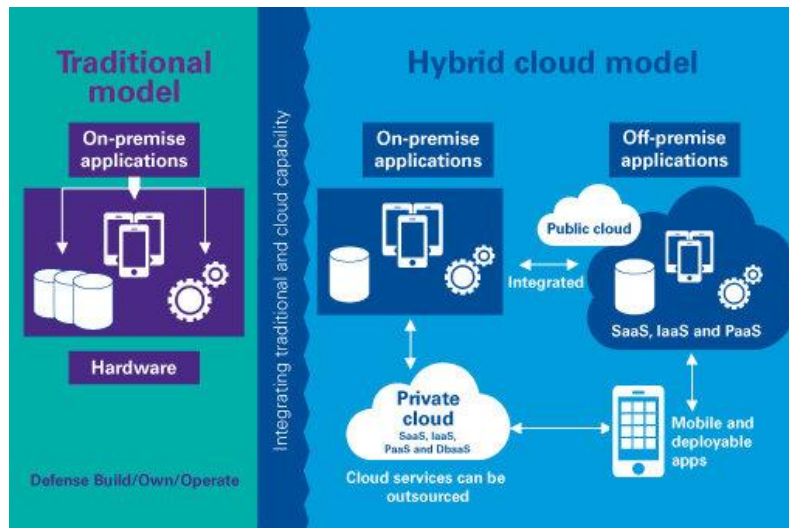 Traditional
model
On-premise
applications
Hardware
Defense Build/Own/Operate
Integrating traditional and cloud capability
Hybrid cloud model
On-premise
applications
Off-premise
applications
Public cloud
Integrated
SaaS, IaaS and PaaS
Private
cloud
SaaS, IaaS,
PaaS and DbaaS
Cloud services can be
outsourced
Mobile and
deployable
apps